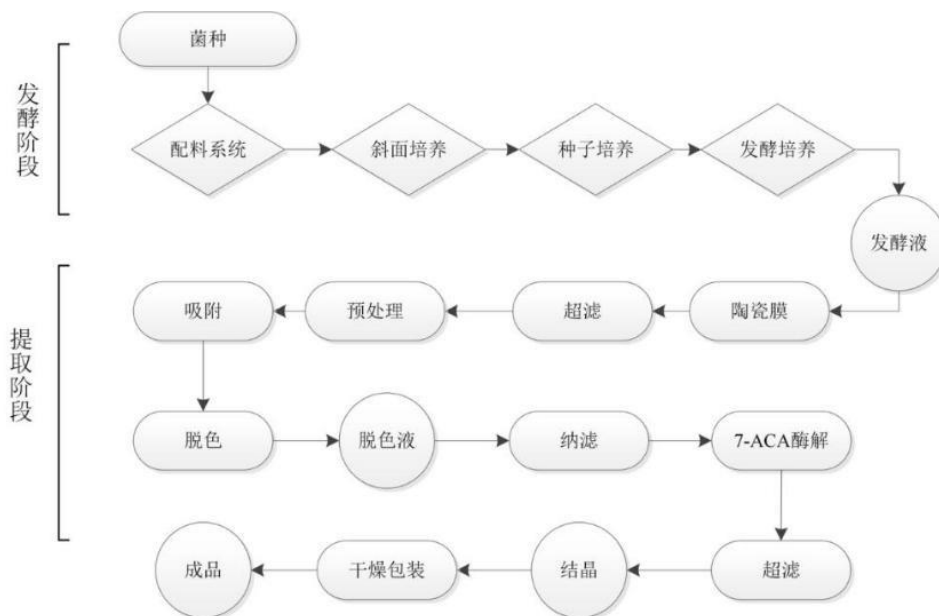 发酵阶段
菌种
配料系统
斜面培养
种子培养
发酵培养
发酵液
提取阶段
吸附
预处理
超滤
陶瓷膜
脱色
脱色液
纳滤
7-ACA酶解
成品
干燥包装
结晶
超滤